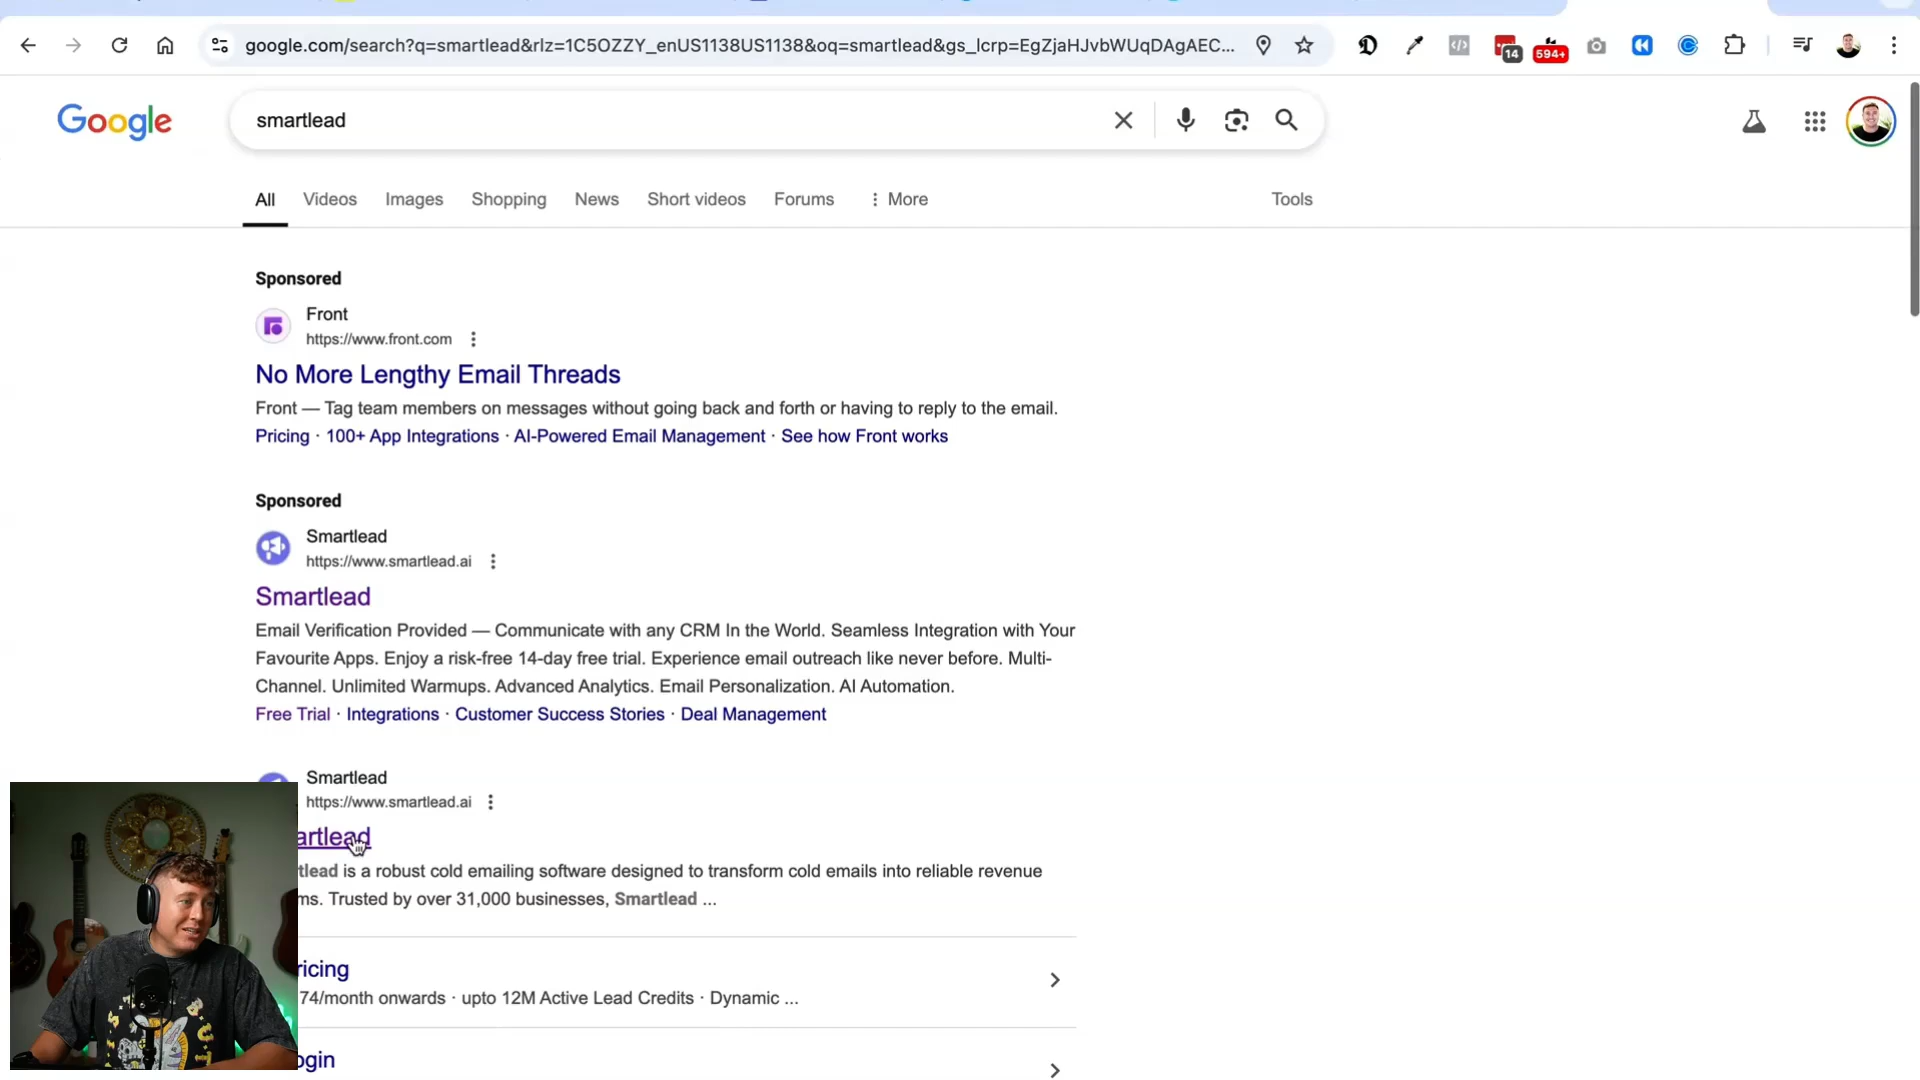 google.com/search?q=smartlead&rlz=1C5OZZY_enUS1138US1138&oq=smartlead&gs_lcrp=EgZjaHJvbWUqDAgAEC...
14
594+
Google
smartlead
All
Videos
Images
Shopping
News
Short videos
Forums
More
Tools
Sponsored
Front
https://www.front.com
No More Lengthy Email Threads
Front — Tag team members on messages without going back and forth or having to reply to the email.
Pricing · 100+ App Integrations · AI-Powered Email Management · See how Front works
Sponsored
Smartlead
https://www.smartlead.ai
Smartlead
Email Verification Provided — Communicate with any CRM In the World. Seamless Integration with Your
Favourite Apps. Enjoy a risk-free 14-day free trial. Experience email outreach like never before. Multi-
Channel. Unlimited Warmups. Advanced Analytics. Email Personalization. AI Automation.
Free Trial · Integrations · Customer Success Stories · Deal Management
Smartlead
https://www.smartlead.ai
artlead
tlead is a robust cold emailing software designed to transform cold emails into reliable revenue
ms. Trusted by over 31,000 businesses, Smartlead ...
ricing
74/month onwards · upto 12M Active Lead Credits · Dynamic ...
ogin